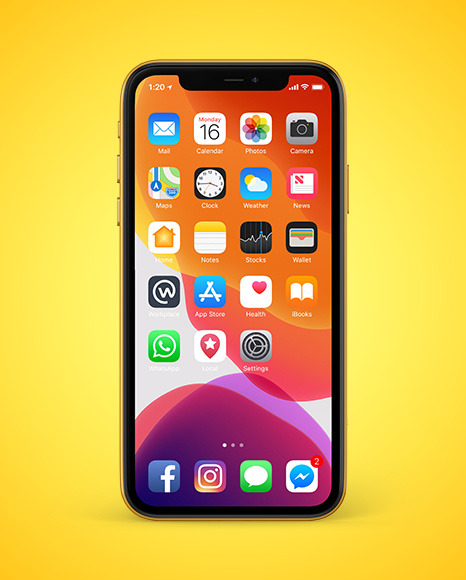 1:20
Monday
16
Mail Calendar Photos Camera
Maps Clock Weather News
Home Notes Stocks Wallet
Workplace App Store Health iBooks
WhatsApp Local Settings
2